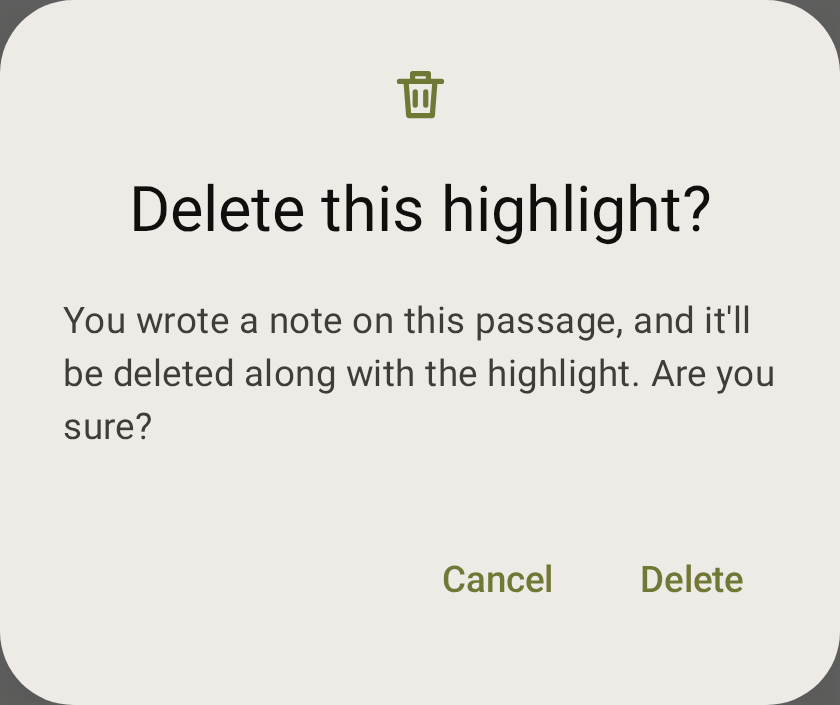 Delete this highlight?
You wrote a note on this passage, and it'll
be deleted along with the highlight. Are you
sure?
Cancel Delete